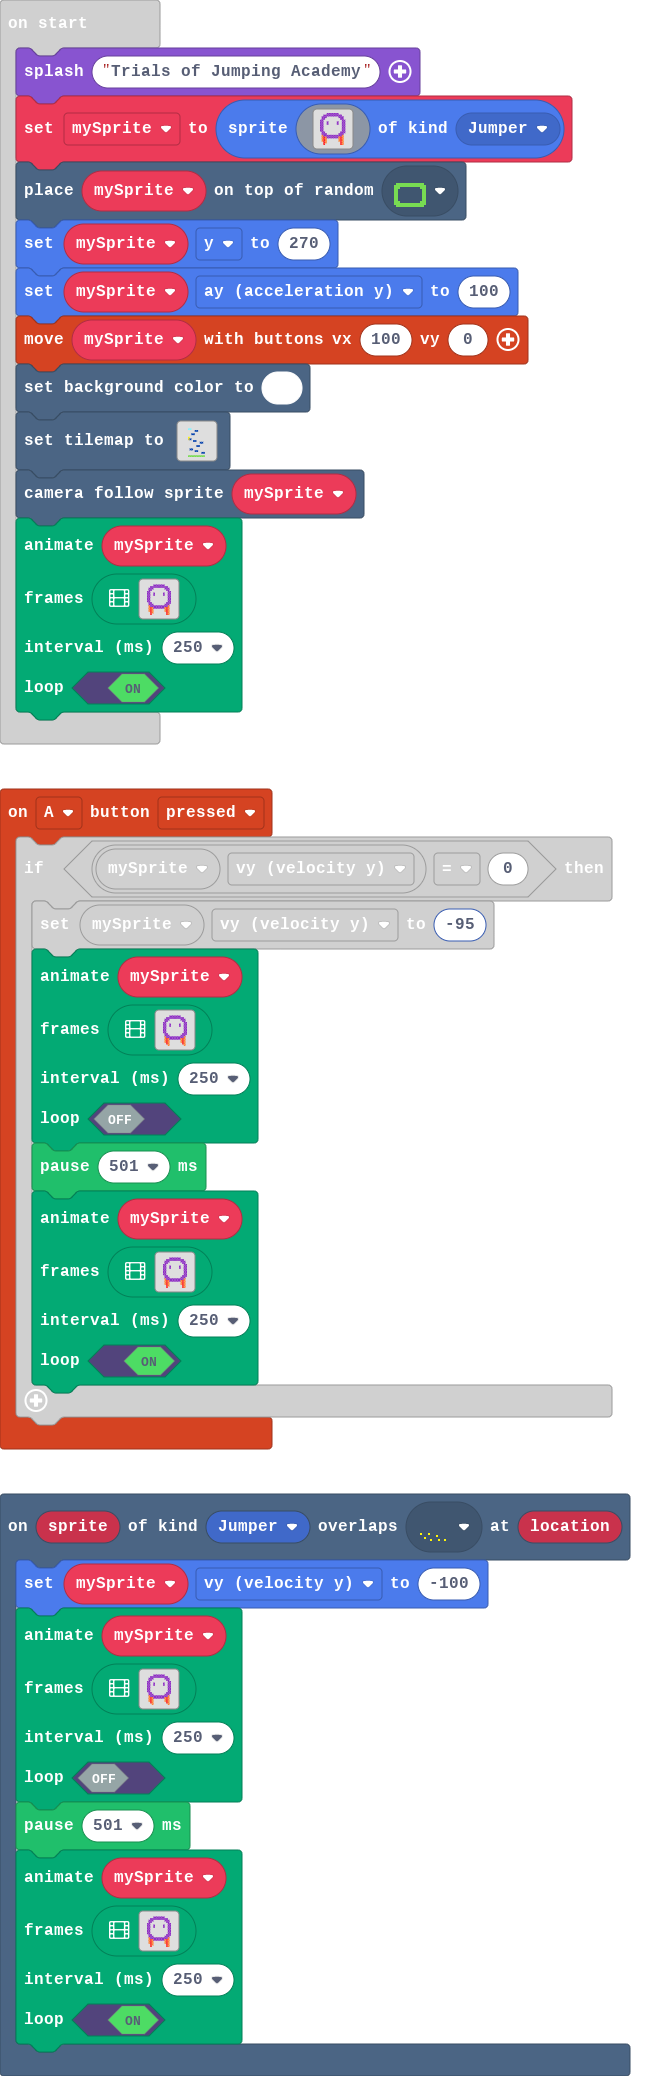 on start
splash "Trials of Jumping Academy"
set mySprite to sprite of kind Jumper
place mySprite on top of random
set mySprite y to 270
set mySprite ay (acceleration y) to 100
move mySprite with buttons vx 100 vy 0
set background color to
set tilemap to
camera follow sprite mySprite
animate mySprite
frames
interval (ms) 250
loop ON
on A button pressed
if mySprite vy (velocity y) = 0 then
set mySprite vy (velocity y) to -95
animate mySprite
frames
interval (ms) 250
loop OFF
pause 501 ms
animate mySprite
frames
interval (ms) 250
loop ON
on sprite of kind Jumper overlaps at location
set mySprite vy (velocity y) to -100
animate mySprite
frames
interval (ms) 250
loop OFF
pause 501 ms
animate mySprite
frames
interval (ms) 250
loop ON